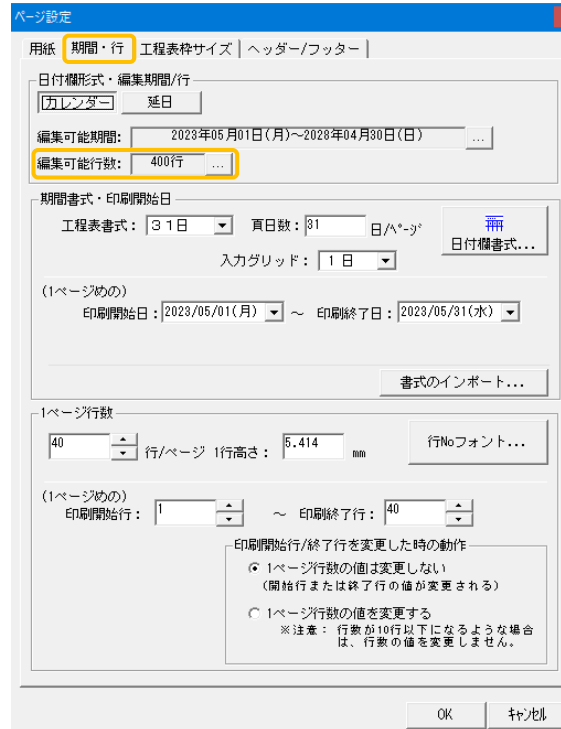 ページ設定
用紙 期間・行 工程表枠サイズ ヘッダー/フッター
日付欄形式・編集期間/行
カレンダー 延日
編集可能期間: 2023年05月01日(月)～2028年04月30日(日) ...
編集可能行数: 400行 ...
期間書式・印刷開始日
工程表書式： 31日 頁日数：31 日/ﾍﾟｰｼﾞ 日付欄書式...
入力グリッド： 1日
(1ページめの)
印刷開始日：2023/05/01(月) ～ 印刷終了日：2023/05/31(水)
書式のインポート...
1ページ行数
40 行/ページ 1行高さ： 5.414 mm 行Noフォント...
(1ページめの)
印刷開始行： 1 ～ 印刷終了行： 40
印刷開始行/終了行を変更した時の動作
1ページ行数の値は変更しない
(開始行または終了行の値が変更される)
1ページ行数の値を変更する
※注意： 行数が10行以下になるような場合
は、行数の値を変更しません。
OK ｷｬﾝｾﾙ